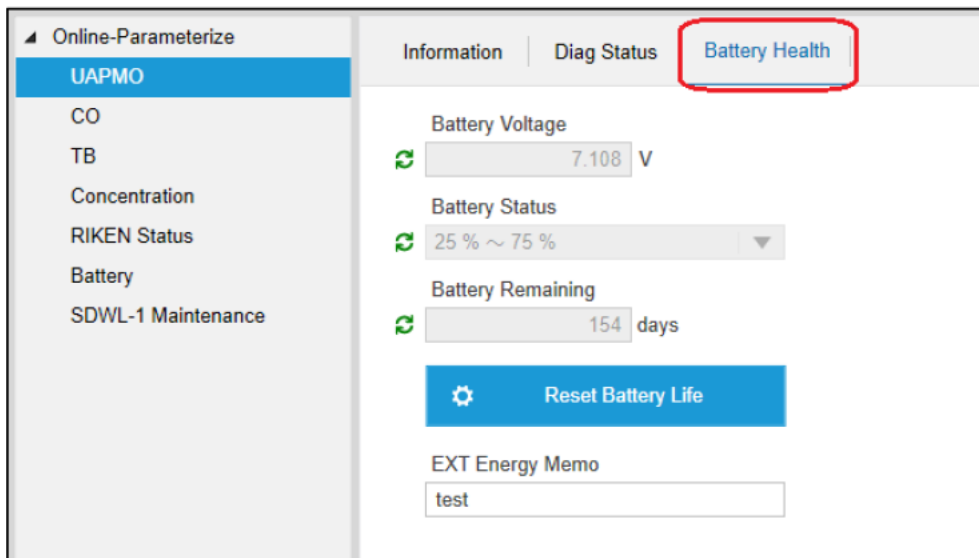 Online-Parameterize
UAPMO
CO
TB
Concentration
RIKEN Status
Battery
SDWL-1 Maintenance
Information
Diag Status
Battery Health
Battery Voltage
7.108 V
Battery Status
25 % ～ 75 %
Battery Remaining
154 days
Reset Battery Life
EXT Energy Memo
test